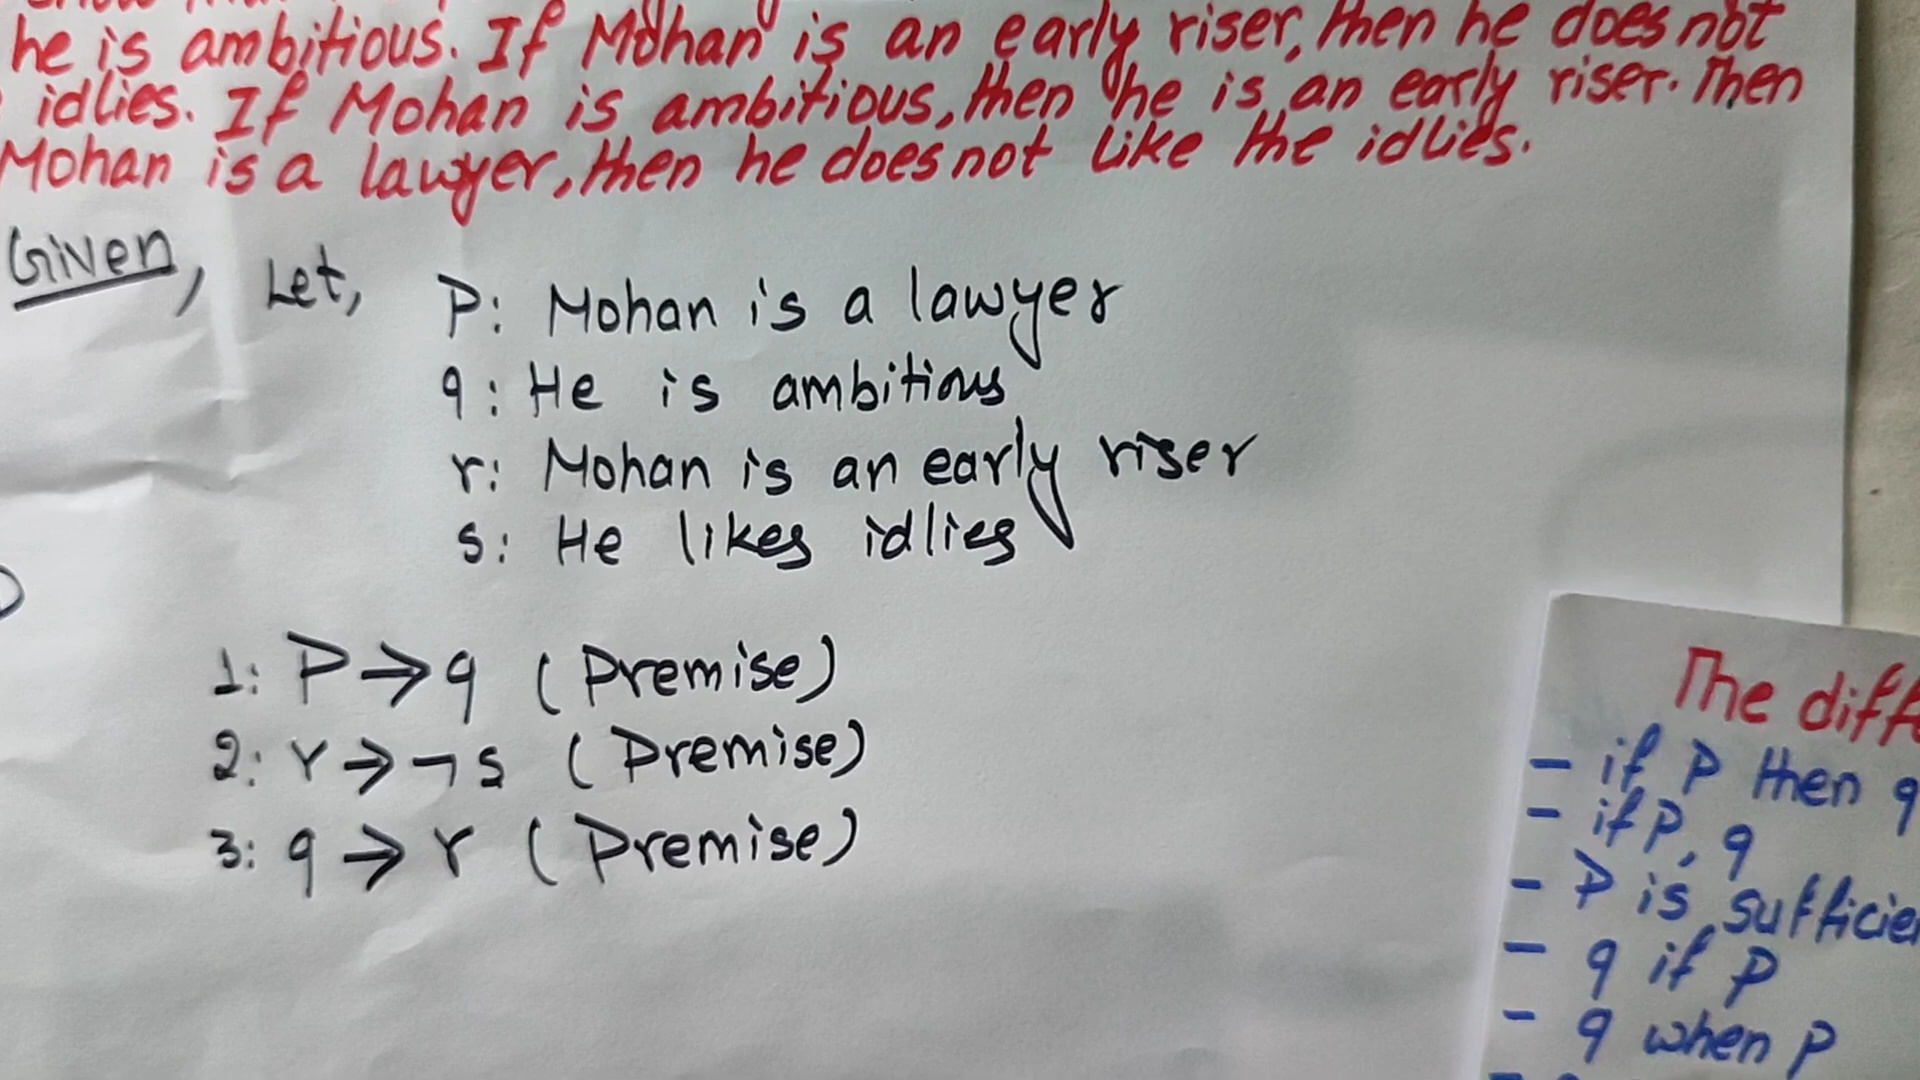 he is ambitious. If Mohan is an early riser, then he does not
idlies. If Mohan is ambitious, then he is an early riser. Then
Mohan is a lawyer, then he does not like the idlies.
Given, Let, P: Mohan is a lawyer
q: He is ambitious
r: Mohan is an early riser
s: He likes idlies
1: P→q (Premise)
2: r→¬s (Premise)
3: q→r (Premise)
The diff
- if P then q
- if P, q
- P is sufficie
- q if P
- q when P